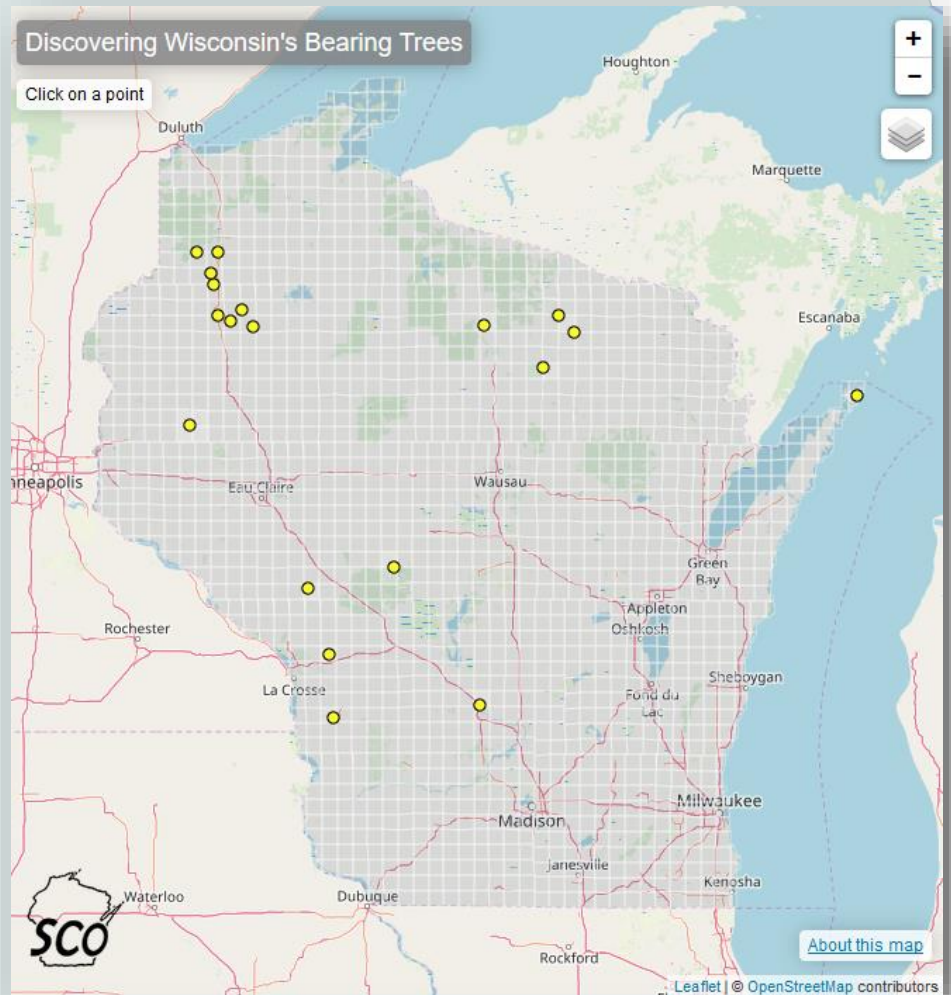 Discovering Wisconsin's Bearing Trees
+
−
Click on a point
Houghton
Duluth
Marquette
Escanaba
nneapolis
Eau Claire
Wausau
Green
Bay
Appleton
Oshkosh
Rochester
Sheboygan
La Crosse
Fond du
Lac
Milwaukee
Madison
Janesville
Kenosha
Waterloo
Dubuque
SCO
About this map
Rockford
Leaflet | © OpenStreetMap contributors